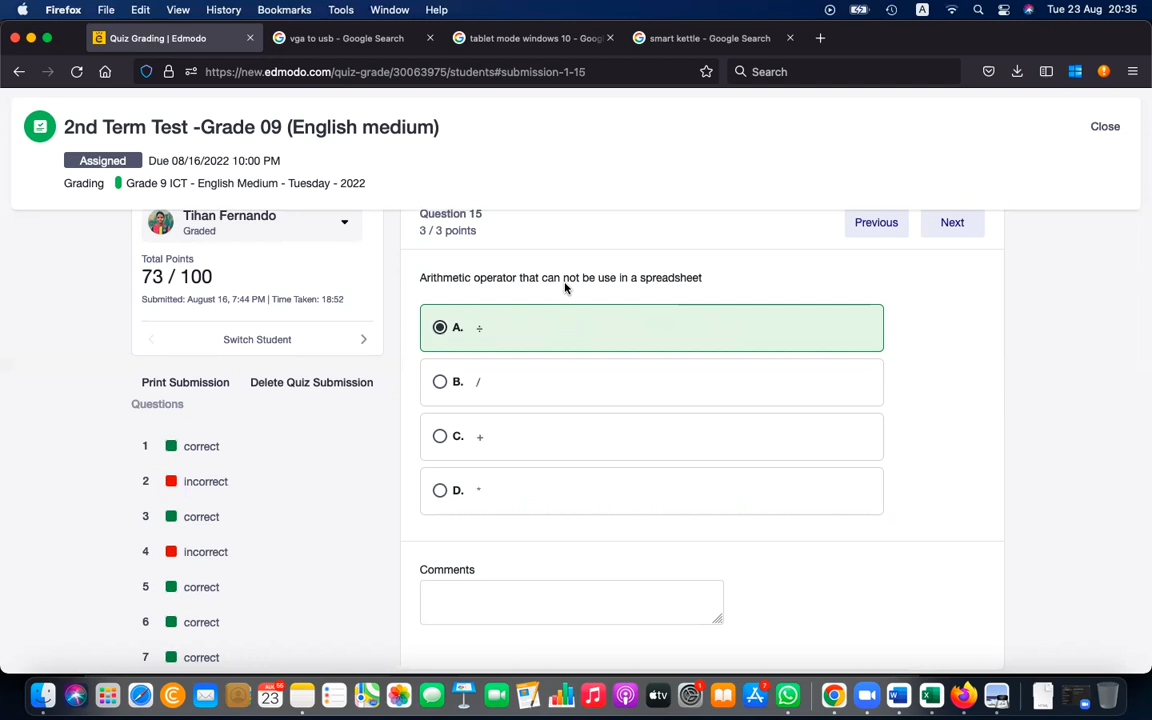 Firefox File Edit View History Bookmarks Tools Window Help A Tue 23 Aug 20:35
Quiz Grading | Edmodo vga to usb - Google Search tablet mode windows 10 - Goog smart kettle - Google Search
https://new.edmodo.com/quiz-grade/30063975/students#submission-1-15 Search
2nd Term Test -Grade 09 (English medium) Close
Assigned Due 08/16/2022 10:00 PM
Grading Grade 9 ICT - English Medium - Tuesday - 2022
Tihan Fernando
Graded
Total Points
73 / 100
Submitted: August 16, 7:44 PM | Time Taken: 18:52
Switch Student
Print Submission Delete Quiz Submission
Questions
1 correct
2 incorrect
3 correct
4 incorrect
5 correct
6 correct
7 correct
Question 15
3 / 3 points
Previous Next
Arithmetic operator that can not be use in a spreadsheet
A. ÷
B. /
C. +
D. *
Comments
AUG 23
tv
1
7